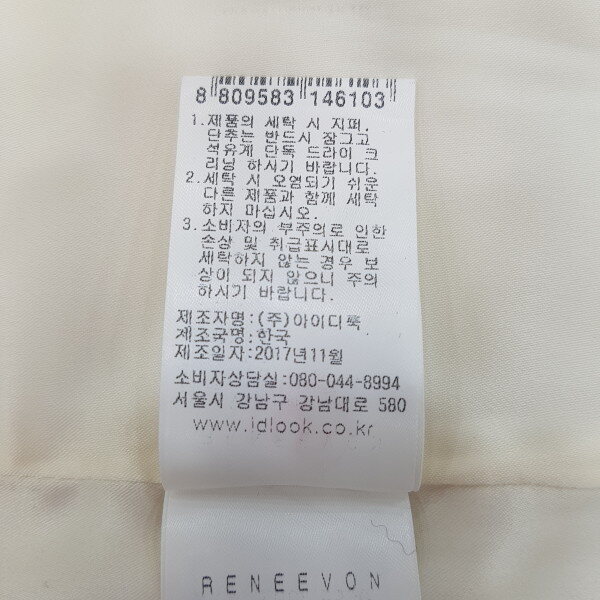 8 809583 146103
1.제품의 세탁 시 지퍼,
단추는 반드시 잠그고
석유계 단독 드라이 크
리닝 하시기 바랍니다.
2.세탁 시 오염되기 쉬운
다른 제품과 함께 세탁
하지 마십시오.
3.소비자의 부주의로 인한
손상 및 취급표시대로
세탁하지 않는 경우 보
상이 되지 않으니 주의
하시기 바랍니다.
제조자명:(주)아이디룩
제조국명:한국
제조일자:2017년11월
소비자상담실:080-044-8994
서울시 강남구 강남대로 580
www.idlook.co.kr
RENEEVON